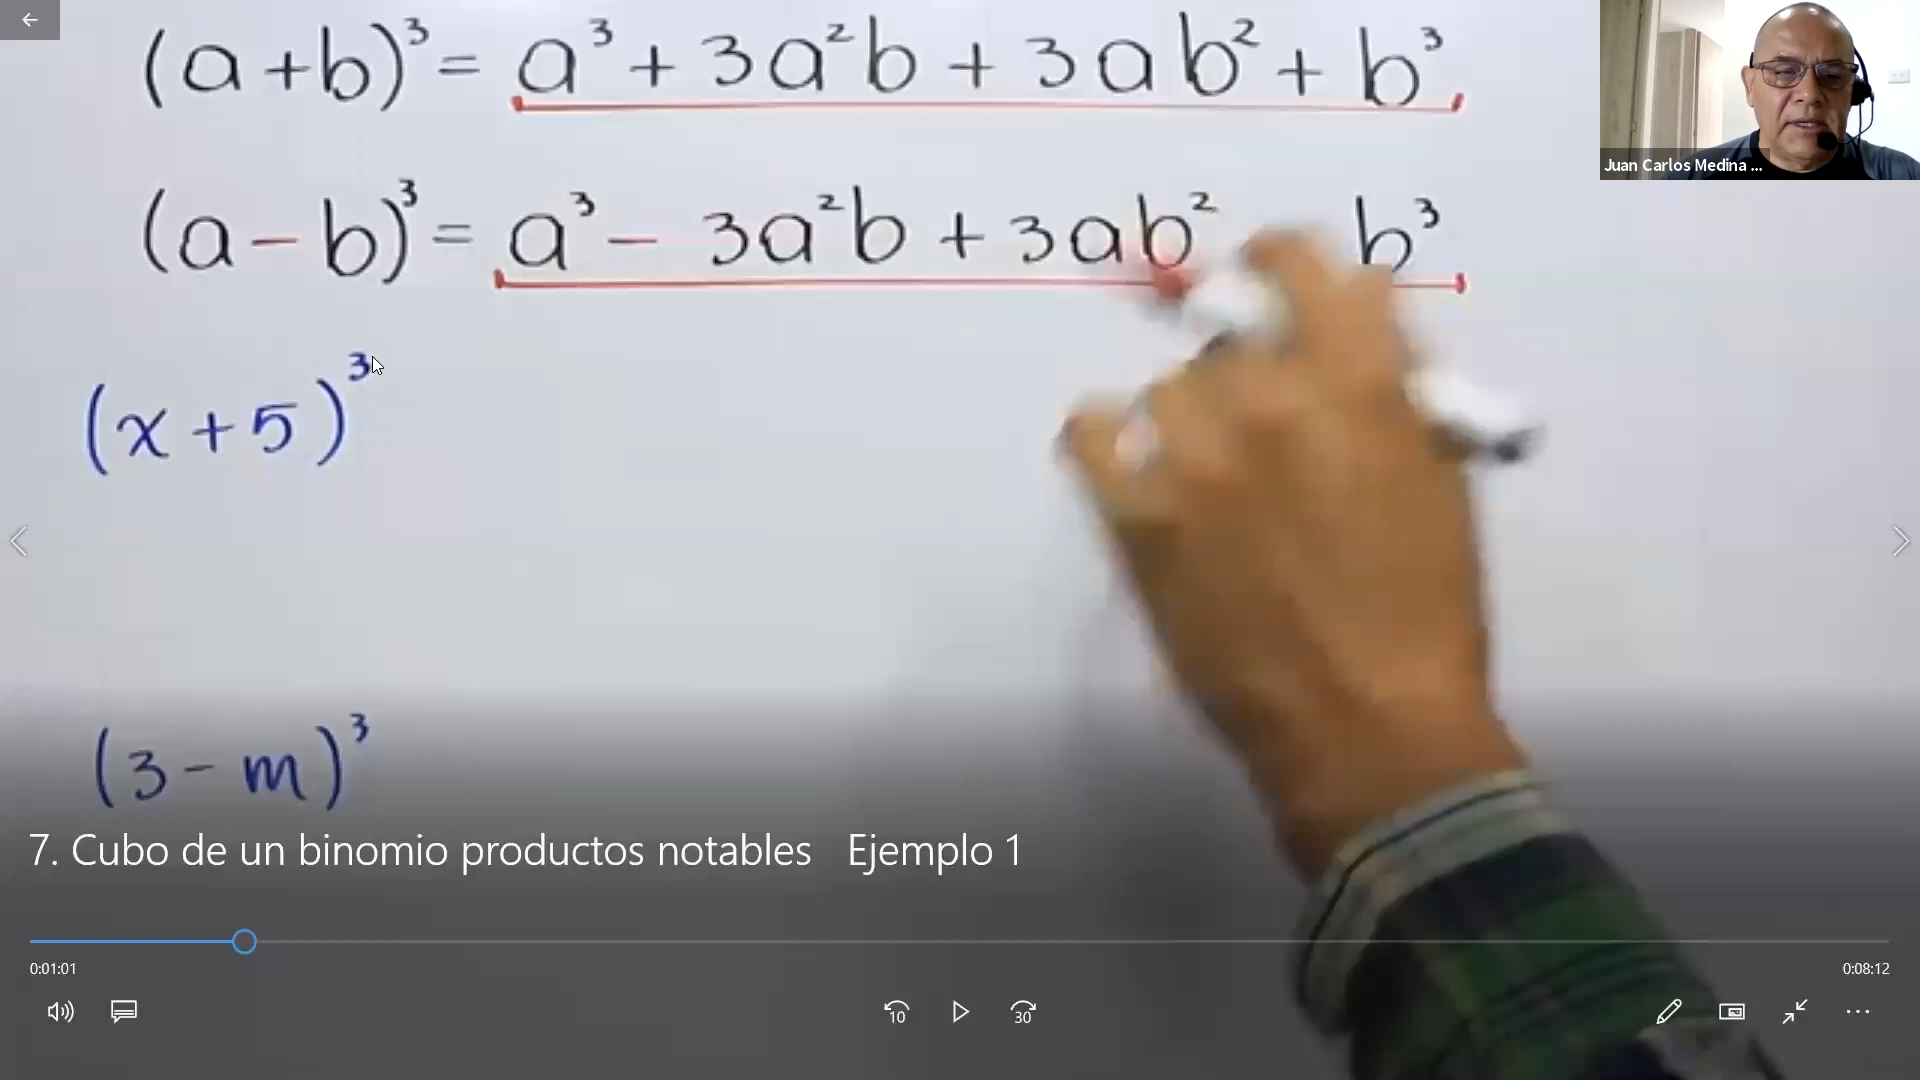 (a+b)³ = a³ + 3a²b + 3ab² + b³
Juan Carlos Medina ...
(a - b)³ = a³ - 3a²b + 3ab² b³
(x + 5)³
(3 - m)³
7. Cubo de un binomio productos notables Ejemplo 1
0:01:01
0:08:12
10
30